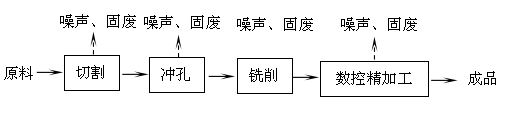 噪声、固废 噪声、固废 噪声、固废 噪声、固废
原料 切割 冲孔 铣削 数控精加工 成品